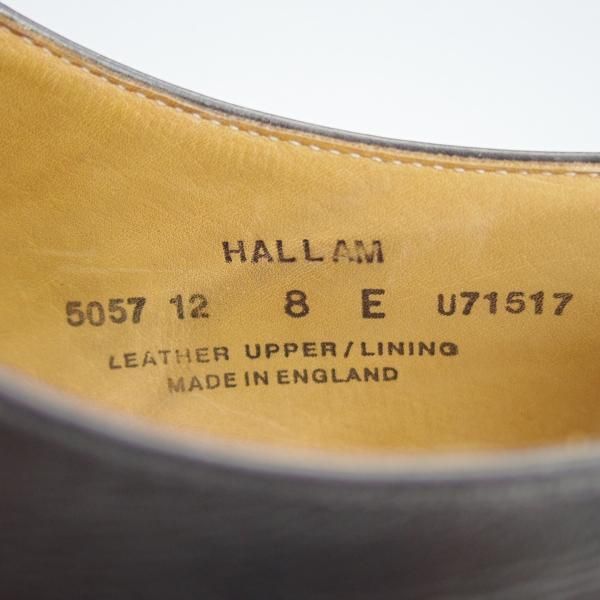 HALLAM
5057 12 8 E U71517
LEATHER UPPER/LINING
MADE IN ENGLAND